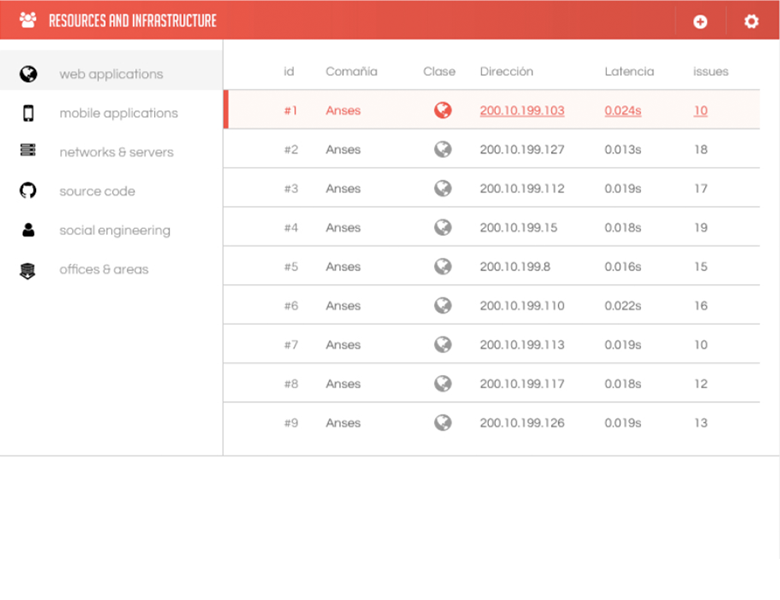 RESOURCES AND INFRASTRUCTURE
web applications
mobile applications
networks & servers
source code
social engineering
offices & areas
id Comañia Clase Dirección Latencia issues
#1 Anses 200.10.199.103 0.024s 10
#2 Anses 200.10.199.127 0.013s 18
#3 Anses 200.10.199.112 0.019s 17
#4 Anses 200.10.199.15 0.018s 19
#5 Anses 200.10.199.8 0.016s 15
#6 Anses 200.10.199.110 0.022s 16
#7 Anses 200.10.199.113 0.019s 10
#8 Anses 200.10.199.117 0.018s 12
#9 Anses 200.10.199.126 0.019s 13